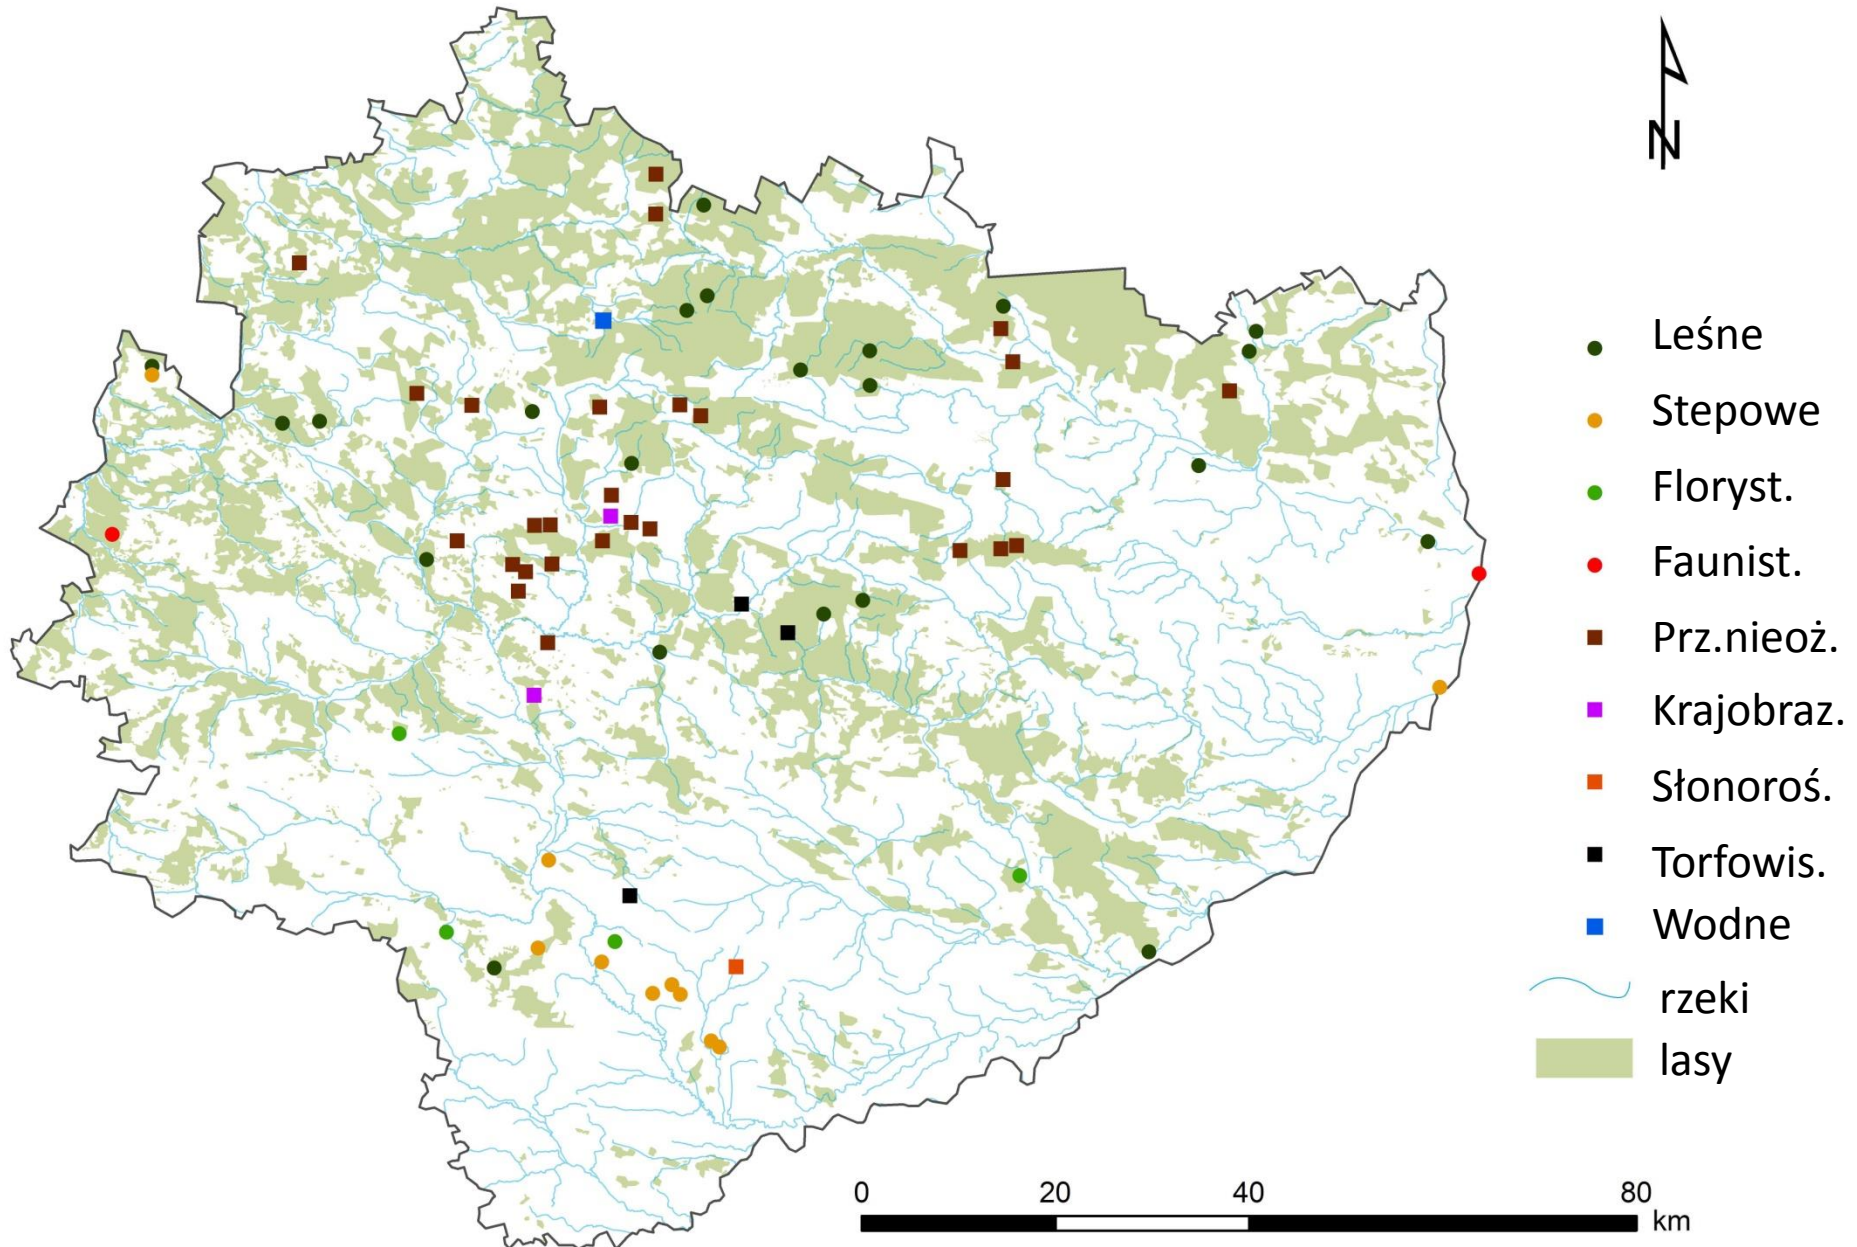 N
Leśne
Stepowe
Floryst.
Faunist.
Prz.nieoż.
Krajobraz.
Słonoroś.
Torfowis.
Wodne
rzeki
lasy
0 20 40 80
km